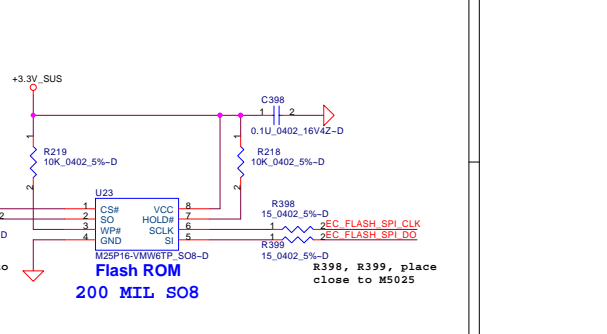 +3.3V_SUS
C398
1 2
0.1U_0402_16V4Z~D
1
R219
10K_0402_5%~D
2
1
R218
10K_0402_5%~D
2
U23
1 CS# VCC 8
2 2 SO HOLD# 7
3 WP# SCLK 6
D 4 GND SI 5
M25P16-VMW6TP_SO8~D
R398
15_0402_5%~D
1 2 EC_FLASH_SPI_CLK
1 2 EC_FLASH_SPI_DO
R399
15_0402_5%~D
Flash ROM
200 MIL SO8
R398, R399, place
close to M5025